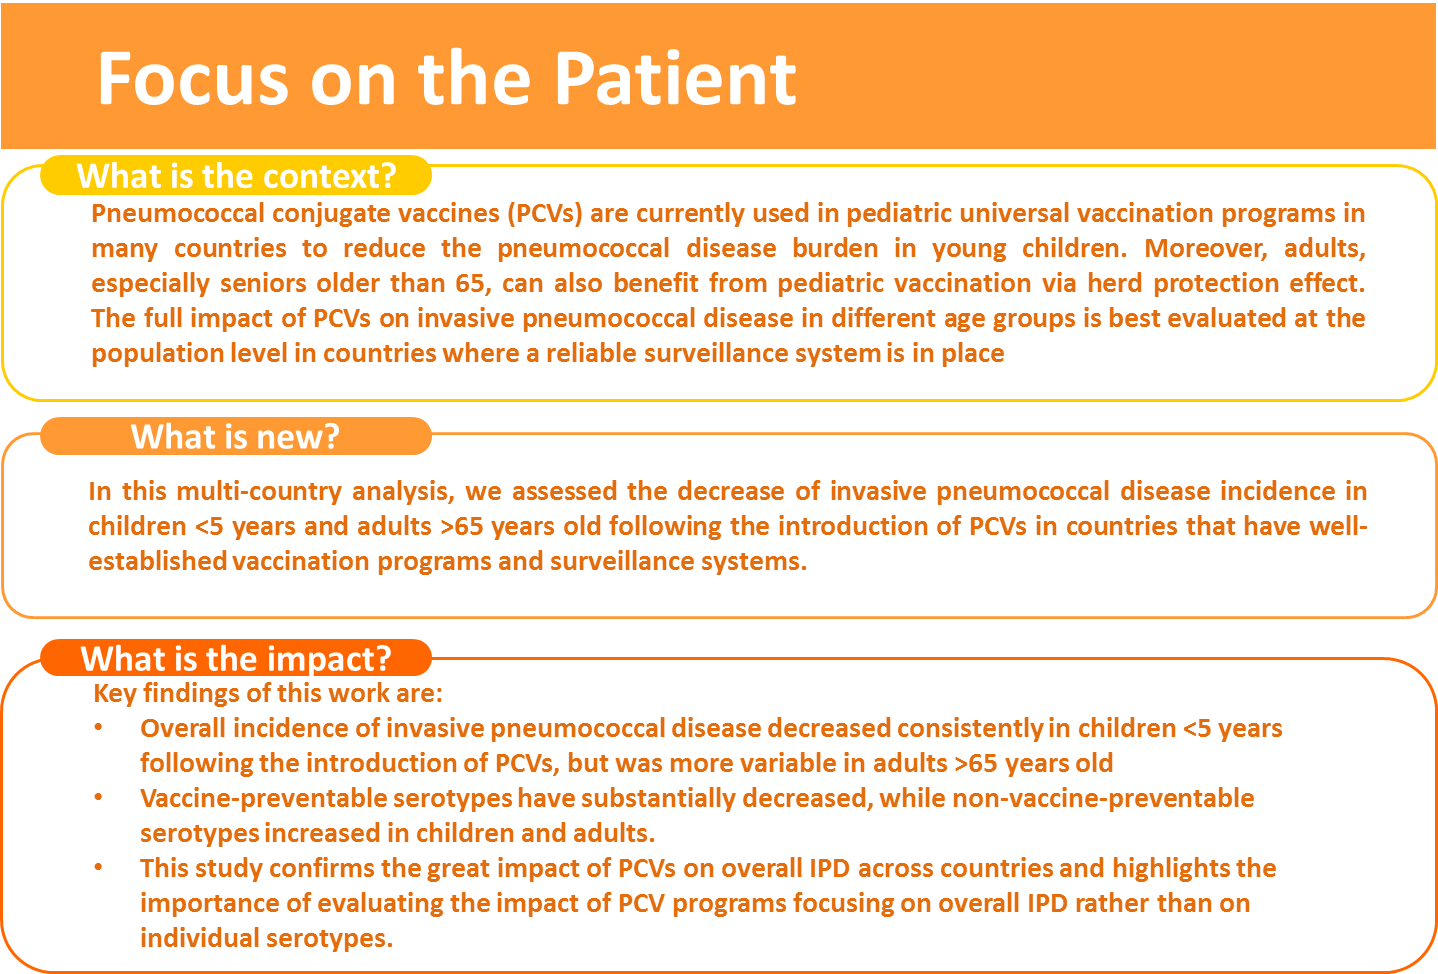 Focus on the Patient
What is the context?
Pneumococcal conjugate vaccines (PCVs) are currently used in pediatric universal vaccination programs in
many countries to reduce the pneumococcal disease burden in young children. Moreover, adults,
especially seniors older than 65, can also benefit from pediatric vaccination via herd protection effect.
The full impact of PCVs on invasive pneumococcal disease in different age groups is best evaluated at the
population level in countries where a reliable surveillance system is in place
What is new?
In this multi-country analysis, we assessed the decrease of invasive pneumococcal disease incidence in
children <5 years and adults >65 years old following the introduction of PCVs in countries that have well-
established vaccination programs and surveillance systems.
What is the impact?
Key findings of this work are:
• Overall incidence of invasive pneumococcal disease decreased consistently in children <5 years
following the introduction of PCVs, but was more variable in adults >65 years old
• Vaccine-preventable serotypes have substantially decreased, while non-vaccine-preventable
serotypes increased in children and adults.
• This study confirms the great impact of PCVs on overall IPD across countries and highlights the
importance of evaluating the impact of PCV programs focusing on overall IPD rather than on
individual serotypes.